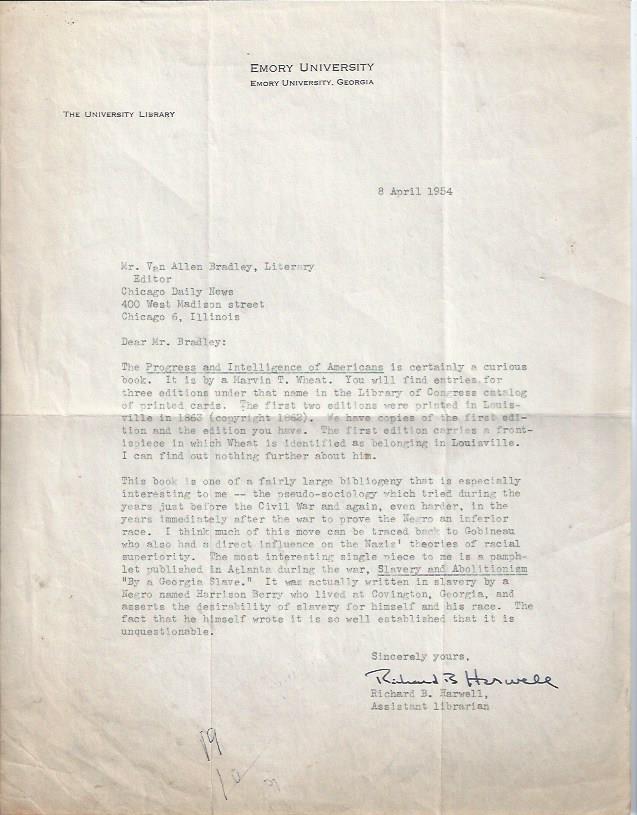 EMORY UNIVERSITY
EMORY UNIVERSITY, GEORGIA
THE UNIVERSITY LIBRARY
8 April 1954
Mr. Van Allen Bradley, Literary
Editor
Chicago Daily News
400 West Madison street
Chicago 6, Illinois
Dear Mr. Bradley:
The Progress and Intelligence of Americans is certainly a curious
book. It is by a Marvin T. Wheat. You will find entries for
three editions under that name in the Library of Congress catalog
of printed cards. The first two editions were printed in Louis-
ville in 1863 (copyright 1862). We have copies of the first edi-
tion and the edition you have. The first edition carries a front-
ispiece in which Wheat is identified as belonging in Louisville.
I can find out nothing further about him.
This book is one of a fairly large bibliogeny that is especially
interesting to me -- the pseudo-sociology which tried during the
years just before the Civil War and again, even harder, in the
years immediately after the war to prove the Negro an inferior
race. I think much of this move can be traced back to Gobineau
who also had a direct influence on the Nazis' theories of racial
superiority. The most interesting single piece to me is a pamph-
let published in Atlanta during the war, Slavery and Abolitionism
"By a Georgia Slave." It was actually written in slavery by a
Negro named Harrison Berry who lived at Covington, Georgia, and
asserts the desirability of slavery for himself and his race. The
fact that he himself wrote it is so well established that it is
unquestionable.
Sincerely yours,
Richard B Harwell
Richard B. Harwell,
Assistant librarian